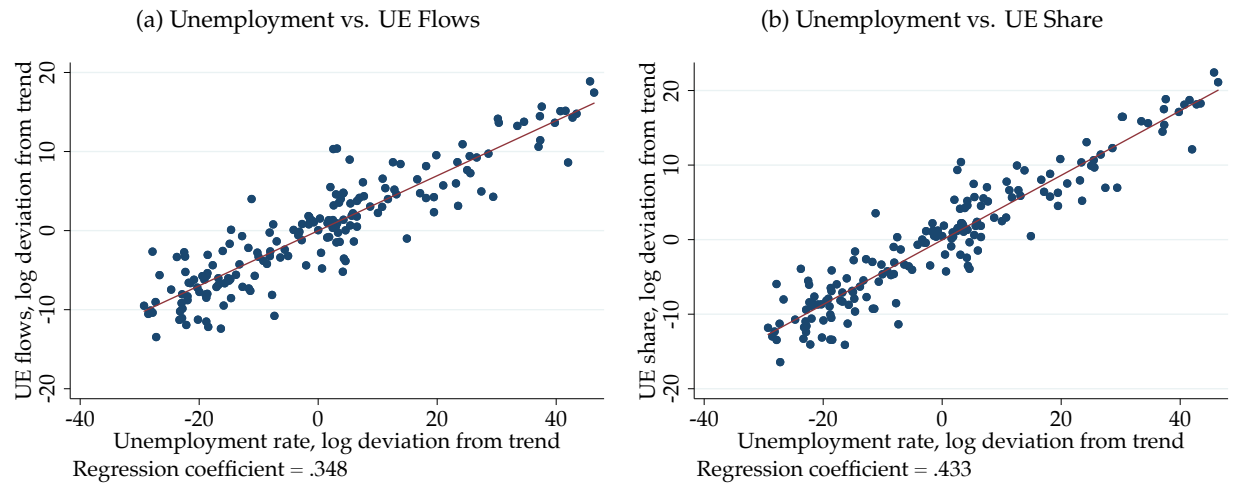 (a) Unemployment vs. UE Flows
UE flows, log deviation from trend
20
10
0
-10
-20
-40
-20
0
20
40
Unemployment rate, log deviation from trend
Regression coefficient = .348
(b) Unemployment vs. UE Share
UE share, log deviation from trend
20
10
0
-10
-20
-40
-20
0
20
40
Unemployment rate, log deviation from trend
Regression coefficient = .433